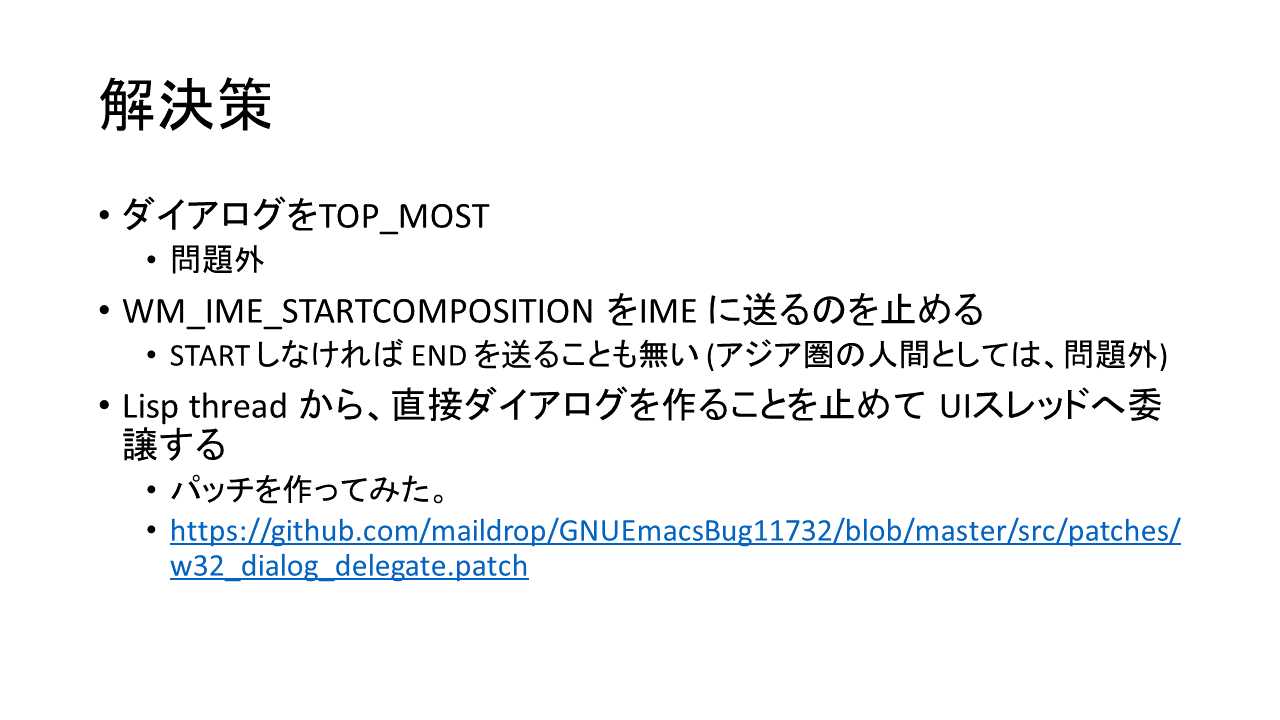 解決策
• ダイアログをTOP_MOST
• 問題外
• WM_IME_STARTCOMPOSITION をIME に送るのを止める
• START しなければ END を送ることも無い (アジア圏の人間としては、問題外)
• Lisp thread から、直接ダイアログを作ることを止めて UIスレッドへ委
譲する
• パッチを作ってみた。
• https://github.com/maildrop/GNUEmacsBug11732/blob/master/src/patches/
w32_dialog_delegate.patch